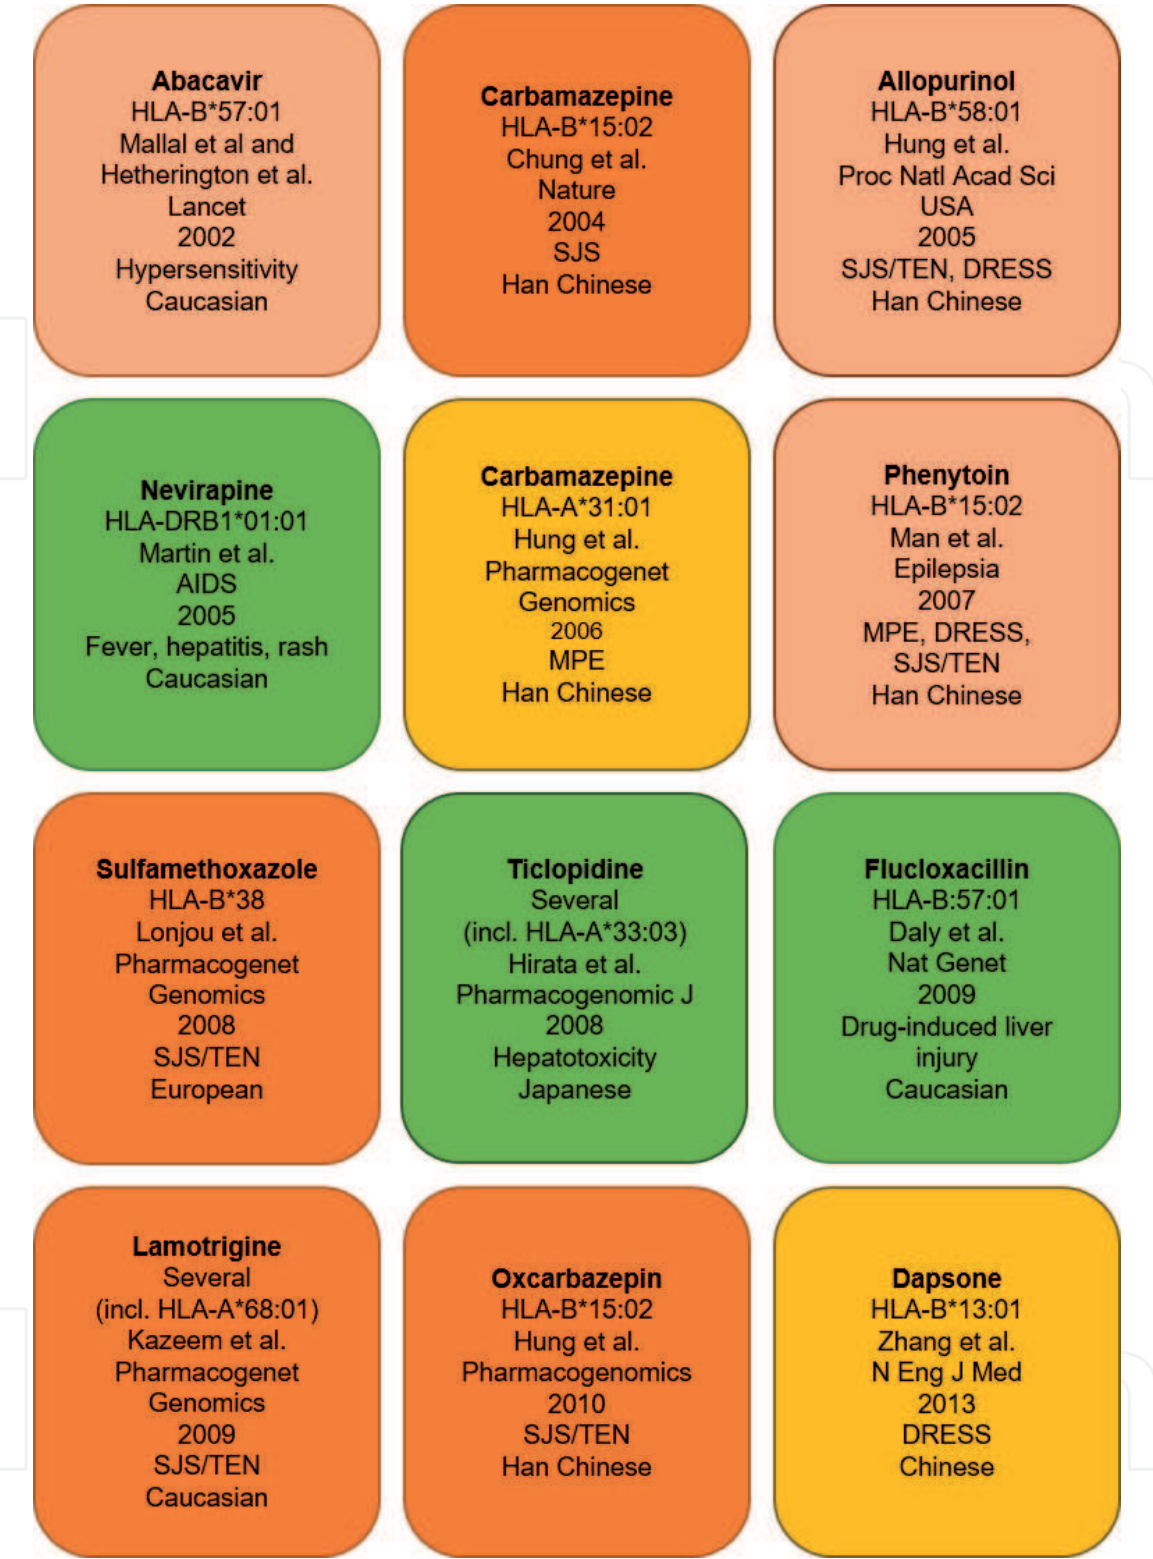 Abacavir
HLA-B*57:01
Mallal et al and
Hetherington et al.
Lancet
2002
Hypersensitivity
Caucasian
Carbamazepine
HLA-B*15:02
Chung et al.
Nature
2004
SJS
Han Chinese
Allopurinol
HLA-B*58:01
Hung et al.
Proc Natl Acad Sci
USA
2005
SJS/TEN, DRESS
Han Chinese
Nevirapine
HLA-DRB1*01:01
Martin et al.
AIDS
2005
Fever, hepatitis, rash
Caucasian
Carbamazepine
HLA-A*31:01
Hung et al.
Pharmacogenet
Genomics
2006
MPE
Han Chinese
Phenytoin
HLA-B*15:02
Man et al.
Epilepsia
2007
MPE, DRESS,
SJS/TEN
Han Chinese
Sulfamethoxazole
HLA-B*38
Lonjou et al.
Pharmacogenet
Genomics
2008
SJS/TEN
European
Ticlopidine
Several
(incl. HLA-A*33:03)
Hirata et al.
Pharmacogenomic J
2008
Hepatotoxicity
Japanese
Flucloxacillin
HLA-B:57:01
Daly et al.
Nat Genet
2009
Drug-induced liver
injury
Caucasian
Lamotrigine
Several
(incl. HLA-A*68:01)
Kazeem et al.
Pharmacogenet
Genomics
2009
SJS/TEN
Caucasian
Oxcarbazepin
HLA-B*15:02
Hung et al.
Pharmacogenomics
2010
SJS/TEN
Han Chinese
Dapsone
HLA-B*13:01
Zhang et al.
N Eng J Med
2013
DRESS
Chinese